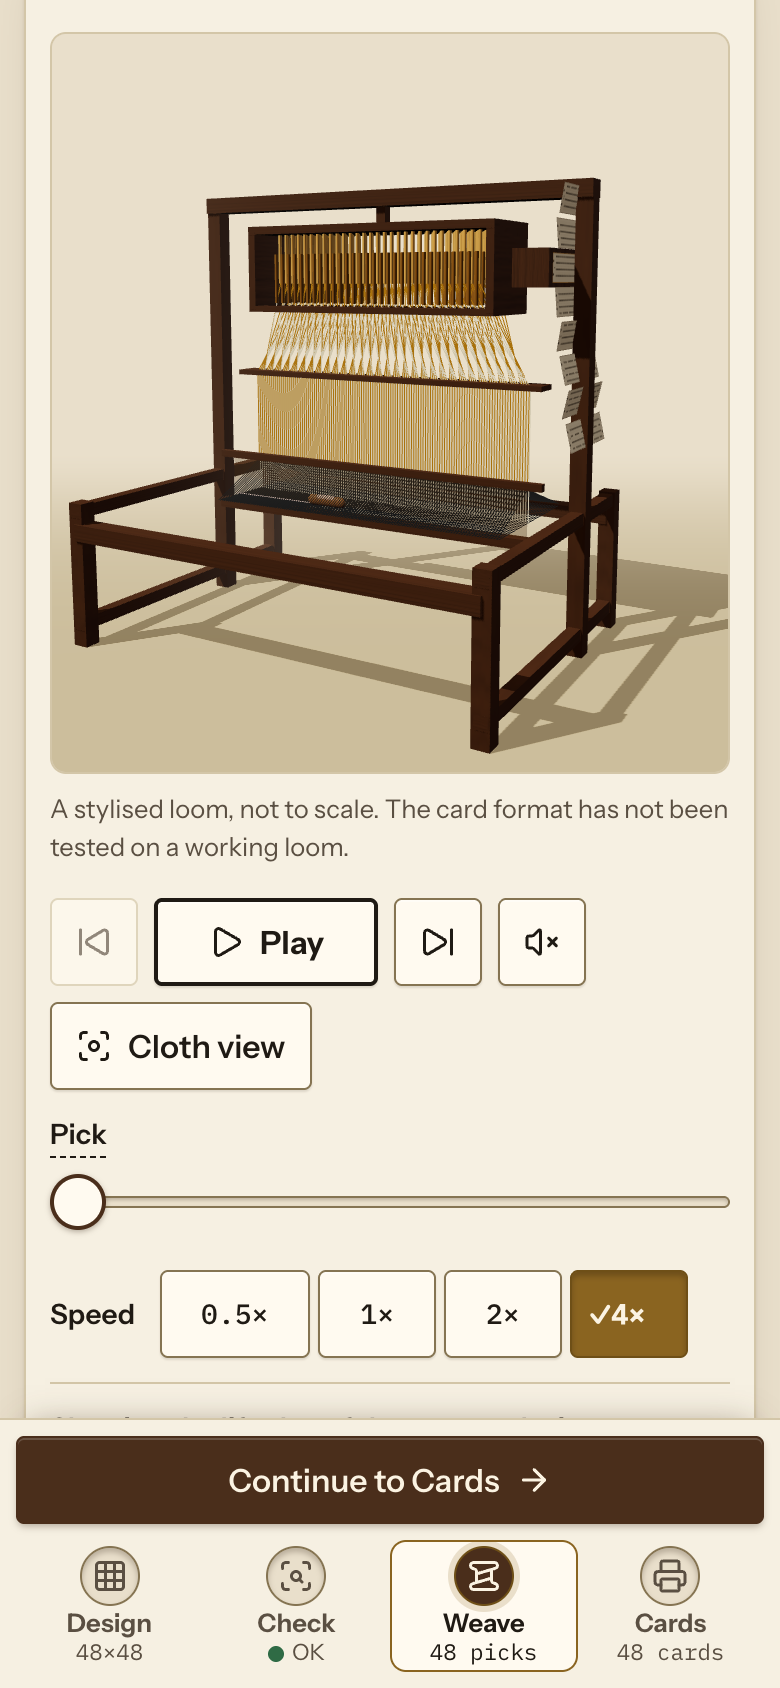 A stylised loom, not to scale. The card format has not been
tested on a working loom.
Play
Cloth view
Pick
Speed
0.5×
1×
2×
✓4×
Continue to Cards →
Design
48×48
Check
OK
Weave
48 picks
Cards
48 cards